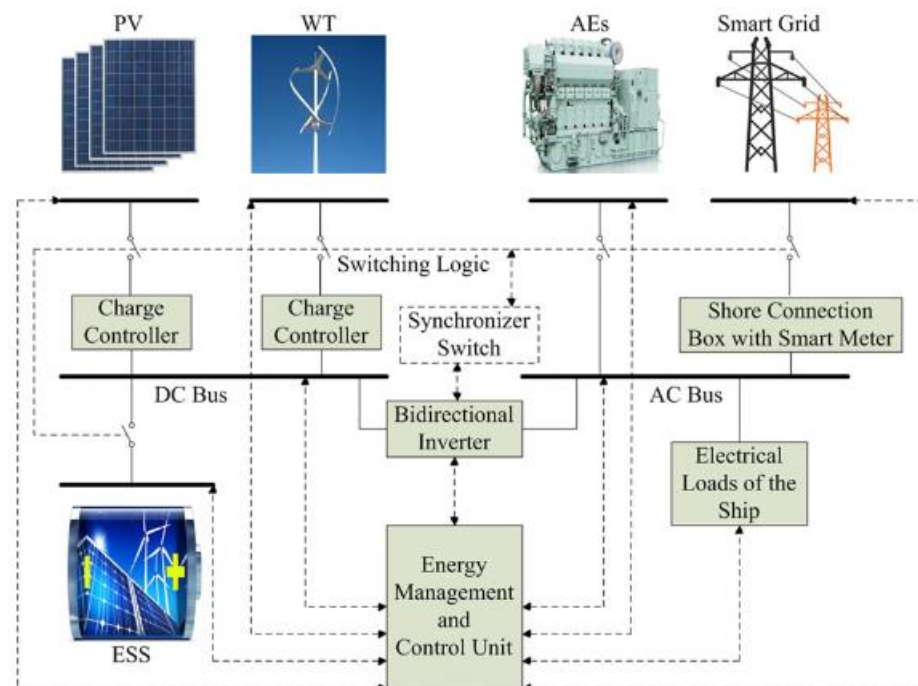 PV
WT
AEs
Smart Grid
Switching Logic
Charge
Controller
Charge
Controller
Synchronizer
Switch
Shore Connection
Box with Smart Meter
DC Bus
AC Bus
Bidirectional
Inverter
Electrical
Loads of the
Ship
Energy
Management
and
Control Unit
ESS